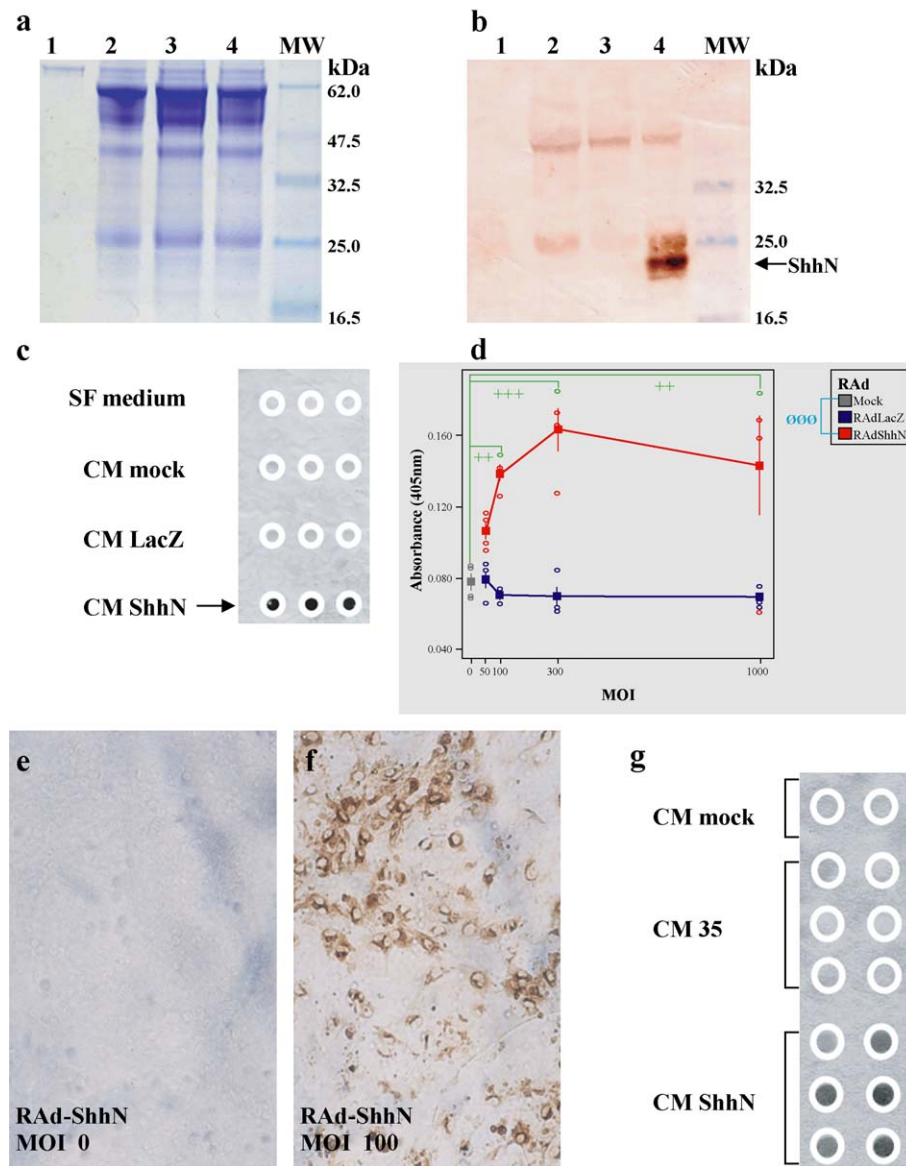 a
b
1 2 3 4 MW
kDa
62.0
47.5
32.5
25.0
16.5
1 2 3 4 MW
kDa
32.5
25.0
ShhN
16.5
c
SF medium
CM mock
CM LacZ
CM ShhN
d
Absorbance (405nm)
0.160
0.120
0.080
0.040
+++
++
++
0 50 100 300 1000
MOI
RAd
Mock
RAdLacZ
RAdShhN
ØØØ
e
RAd-ShhN
MOI 0
f
RAd-ShhN
MOI 100
g
CM mock
CM 35
CM ShhN